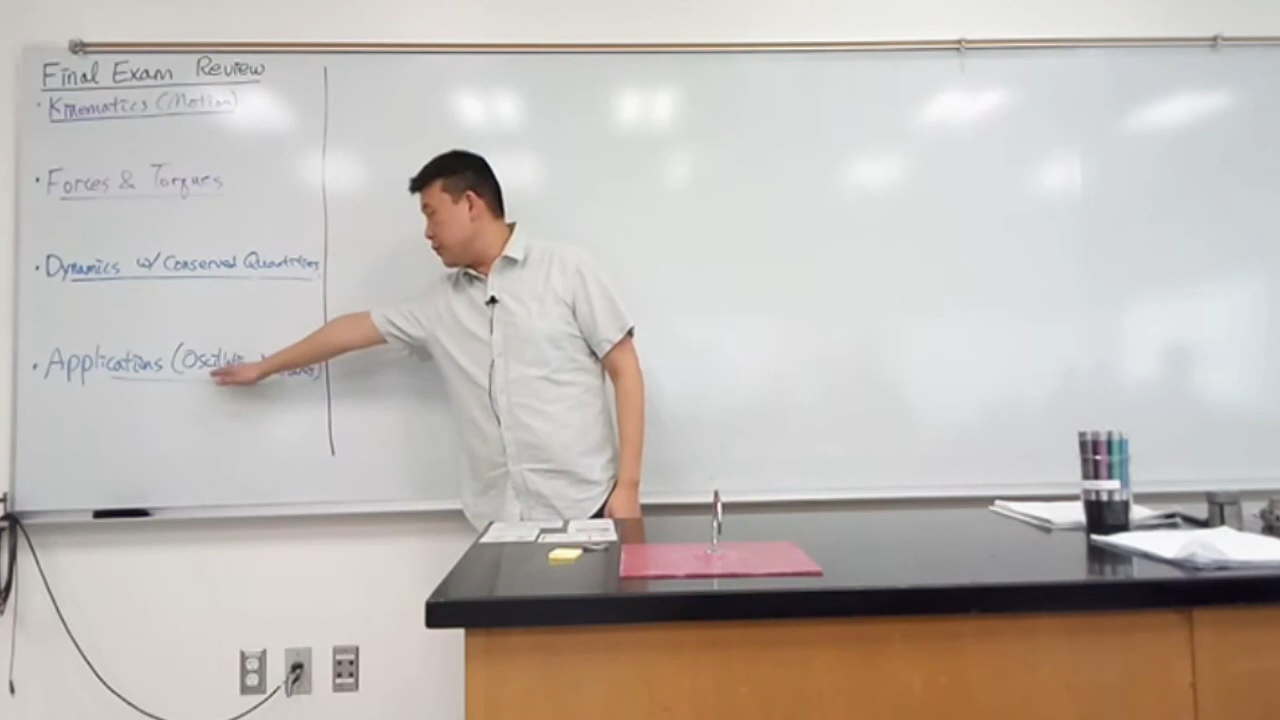 Final Exam Review
· Kinematics (Motion)
· Forces & Torques
· Dynamics w/ Conserved Quantities
· Applications (